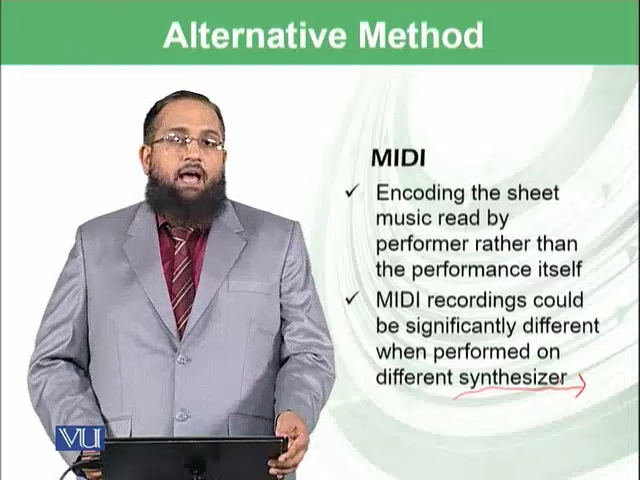 Alternative Method
MIDI
✓ Encoding the sheet
music read by
performer rather than
the performance itself
✓ MIDI recordings could
be significantly different
when performed on
different synthesizer
VU